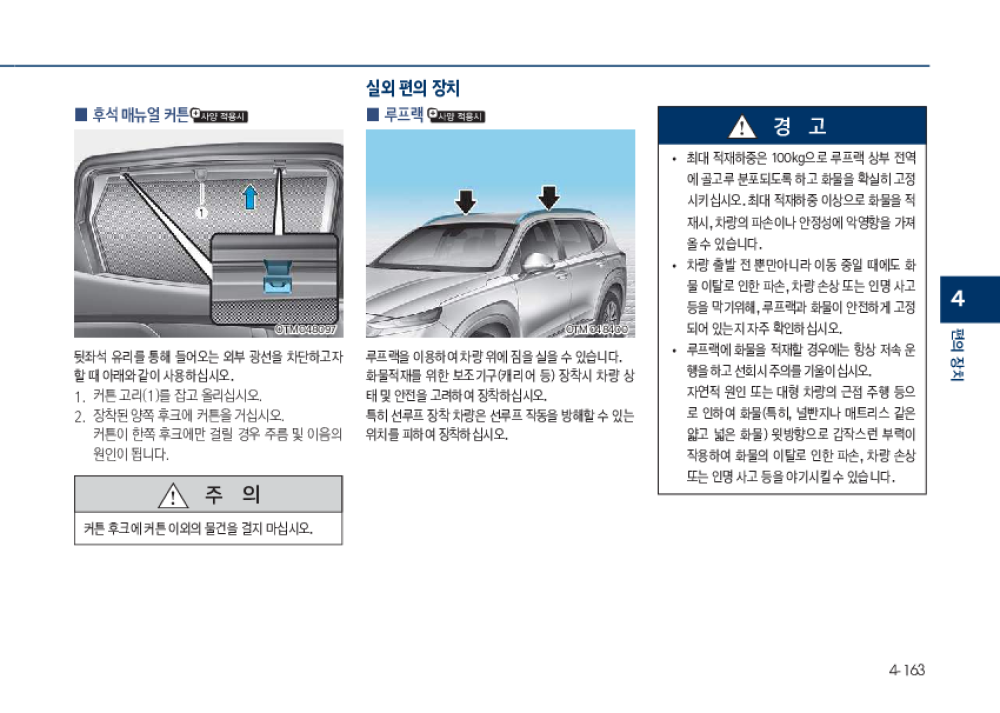 ■ 후석 매뉴얼 커튼 사양 적용시
1
OTM048097
뒷좌석 유리를 통해 들어오는 외부 광선을 차단하고자
할 때 아래와 같이 사용하십시오.
1. 커튼 고리(1)를 잡고 올리십시오.
2. 장착된 양쪽 후크에 커튼을 거십시오.
커튼이 한쪽 후크에만 걸릴 경우 주름 및 이음의
원인이 됩니다.
주 의
커튼 후크에 커튼 이외의 물건을 걸지 마십시오.
실외 편의 장치
■ 루프랙 사양 적용시
OTM048400
루프랙을 이용하여 차량 위에 짐을 실을 수 있습니다.
화물적재를 위한 보조기구(캐리어 등) 장착시 차량 상
태 및 안전을 고려하여 장착하십시오.
특히 선루프 장착 차량은 선루프 작동을 방해할 수 있는
위치를 피하여 장착하십시오.
경 고
• 최대 적재하중은 100kg으로 루프랙 상부 전역
에 골고루 분포되도록 하고 화물을 확실히 고정
시키십시오. 최대 적재하중 이상으로 화물을 적
재시, 차량의 파손이나 안정성에 악영향을 가져
올 수 있습니다.
• 차량 출발 전 뿐만아니라 이동 중일 때에도 화
물 이탈로 인한 파손, 차량 손상 또는 인명 사고
등을 막기위해, 루프랙과 화물이 안전하게 고정
되어 있는지 자주 확인하십시오.
• 루프랙에 화물을 적재할 경우에는 항상 저속 운
행을 하고 선회시 주의를 기울이십시오.
자연적 원인 또는 대형 차량의 근접 주행 등으
로 인하여 화물(특히, 널반지나 매트리스 같은
얇고 넓은 화물) 윗방향으로 갑작스런 부력이
작용하여 화물의 이탈로 인한 파손, 차량 손상
또는 인명 사고 등을 야기시킬 수 있습니다.
4
편의 장치
4-163